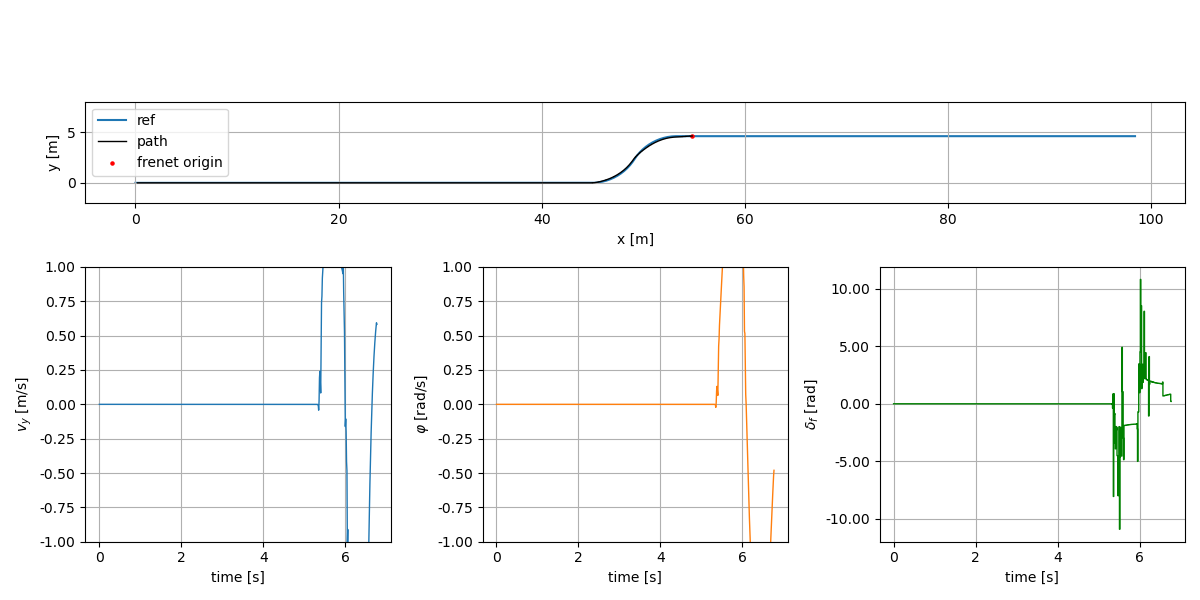 ref
path
frenet origin
y [m]
5
0
0 20 40 60 80 100
x [m]
1.00
0.75
0.50
0.25
0.00
-0.25
-0.50
-0.75
-1.00
v_y [m/s]
0 2 4 6
time [s]
1.00
0.75
0.50
0.25
0.00
-0.25
-0.50
-0.75
-1.00
φ [rad/s]
0 2 4 6
time [s]
10.00
5.00
0.00
-5.00
-10.00
δ_f [rad]
0 2 4 6
time [s]